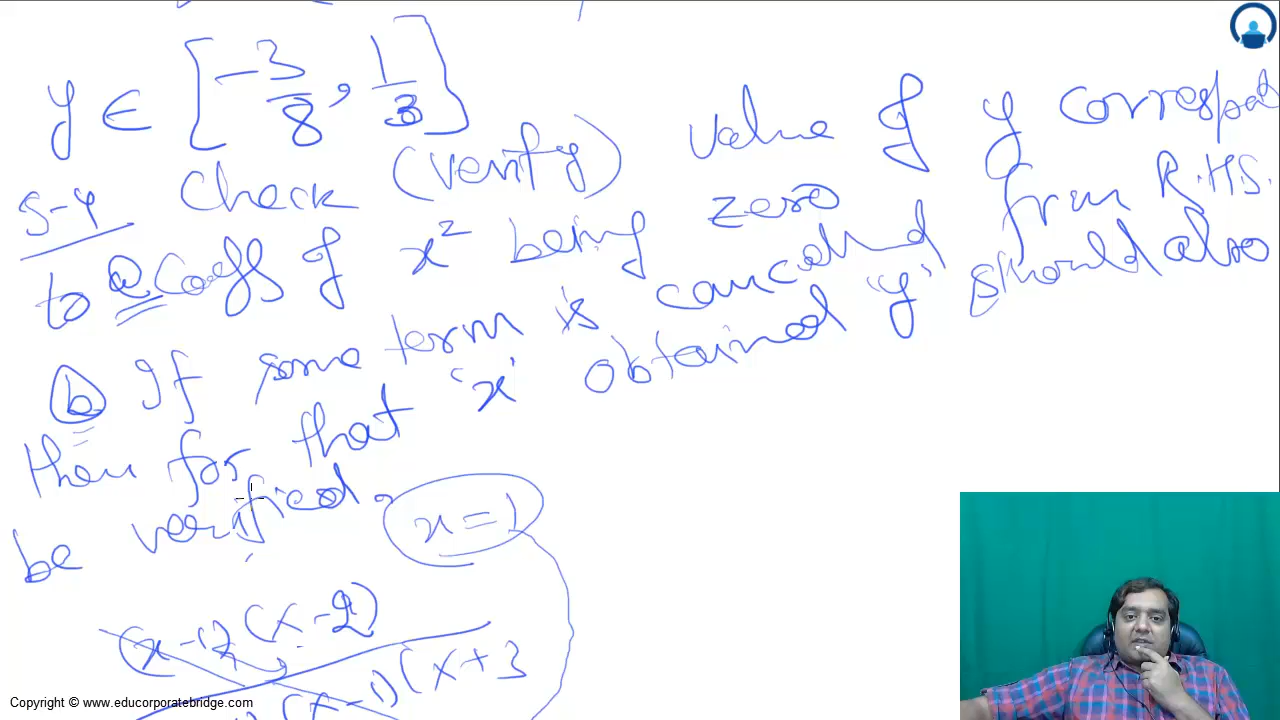 y ∈ [-3/8, 1/3]
S-4 Check (verify) value of y correspo
to (a) Coeff of x² being zero
(b) If some term is cancelled from R.H.S.
then for that 'x' obtained 'y' should also
be verified. x = 1
(x-1)(x-2)
(x-1)(x+3
Copyright © www.educorporatebridge.com